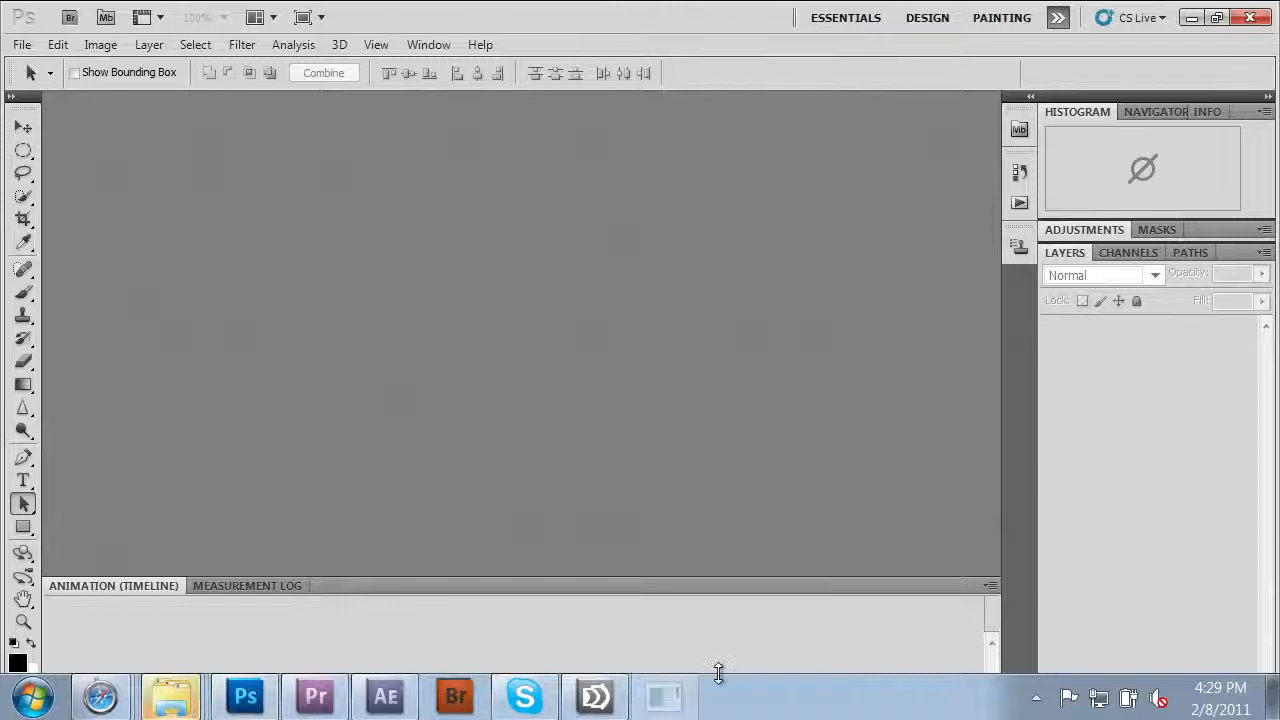 Ps Br Mb 100% ESSENTIALS DESIGN PAINTING CS Live
File Edit Image Layer Select Filter Analysis 3D View Window Help
Show Bounding Box Combine
HISTOGRAM NAVIGATOR INFO
Mb
ADJUSTMENTS MASKS
LAYERS CHANNELS PATHS
Normal Opacity:
Lock: Fill:
T
ANIMATION (TIMELINE) MEASUREMENT LOG
Ps Pr AE Br S
4:29 PM
2/8/2011